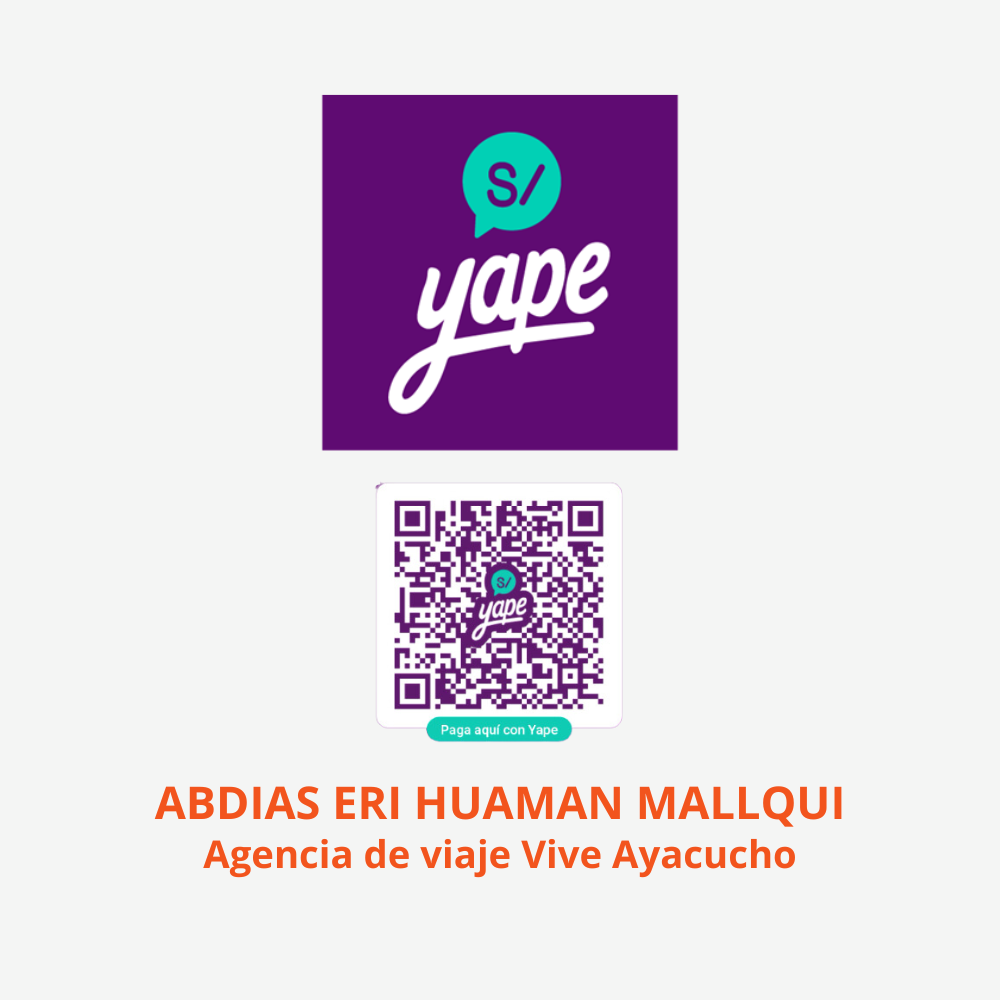 S/
yape
S/
yape
Paga aquí con Yape
ABDIAS ERI HUAMAN MALLQUI
Agencia de viaje Vive Ayacucho